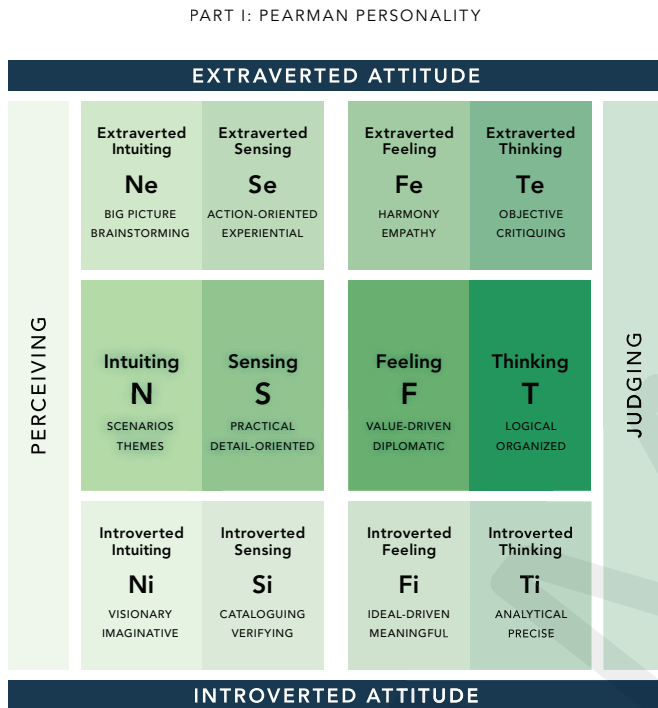 PART I: PEARMAN PERSONALITY
EXTRAVERTED ATTITUDE
PERCEIVING
Extraverted
Intuiting
Ne
BIG PICTURE
BRAINSTORMING
Extraverted
Sensing
Se
ACTION-ORIENTED
EXPERIENTIAL
Extraverted
Feeling
Fe
HARMONY
EMPATHY
Extraverted
Thinking
Te
OBJECTIVE
CRITIQUING
Intuiting
N
SCENARIOS
THEMES
Sensing
S
PRACTICAL
DETAIL-ORIENTED
Feeling
F
VALUE-DRIVEN
DIPLOMATIC
Thinking
T
LOGICAL
ORGANIZED
Introverted
Intuiting
Ni
VISIONARY
IMAGINATIVE
Introverted
Sensing
Si
CATALOGUING
VERIFYING
Introverted
Feeling
Fi
IDEAL-DRIVEN
MEANINGFUL
Introverted
Thinking
Ti
ANALYTICAL
PRECISE
JUDGING
INTROVERTED ATTITUDE